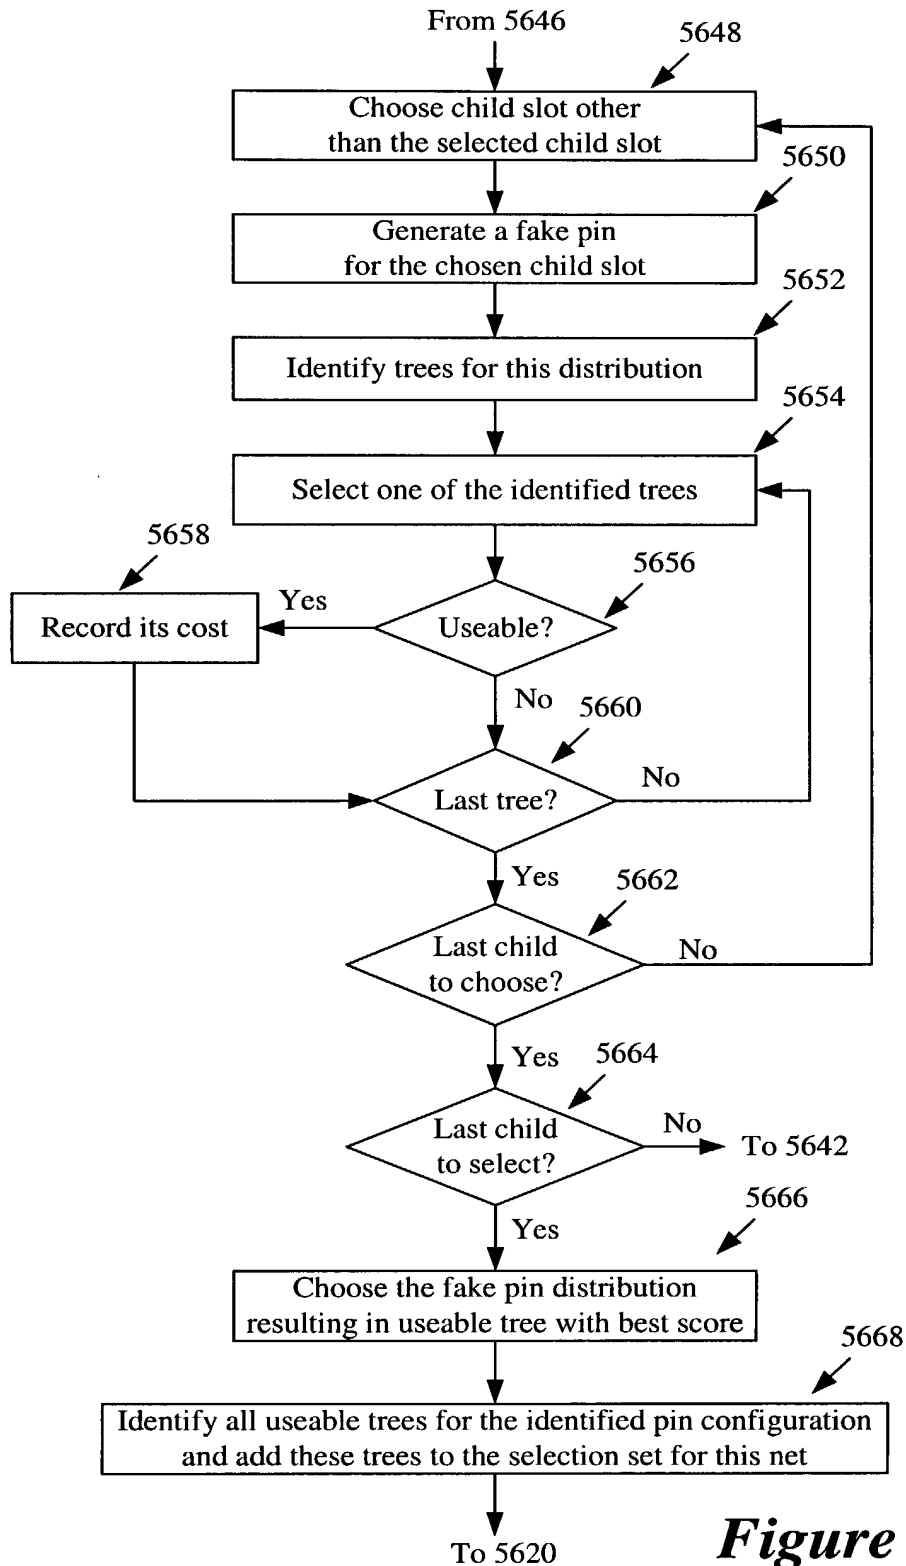 From 5646
5648
Choose child slot other
than the selected child slot
5650
Generate a fake pin
for the chosen child slot
5652
Identify trees for this distribution
5654
Select one of the identified trees
5658
5656
Record its cost
Yes
Useable?
No
5660
Last tree?
No
Yes
5662
Last child
to choose?
No
Yes
5664
Last child
to select?
No
To 5642
Yes
5666
Choose the fake pin distribution
resulting in useable tree with best score
5668
Identify all useable trees for the identified pin configuration
and add these trees to the selection set for this net
To 5620
Figure